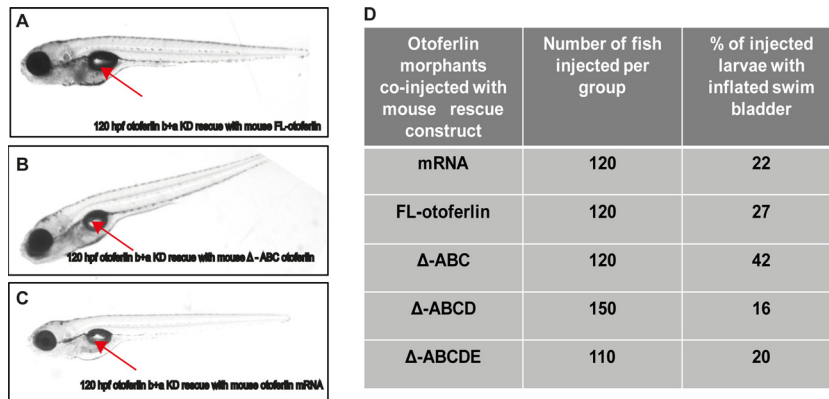 A
120 hpf otoferlin b+a KD rescue with mouse FL-otoferlin
B
120 hpf otoferlin b+a KD rescue with mouse Δ - ABC otoferlin
C
120 hpf otoferlin b+a KD rescue with mouse otoferlin mRNA
D
Otoferlin
morphants
co-injected with
mouse rescue
construct
Number of fish
injected per
group
% of injected
larvae with
inflated swim
bladder
mRNA 120 22
FL-otoferlin 120 27
Δ-ABC 120 42
Δ-ABCD 150 16
Δ-ABCDE 110 20